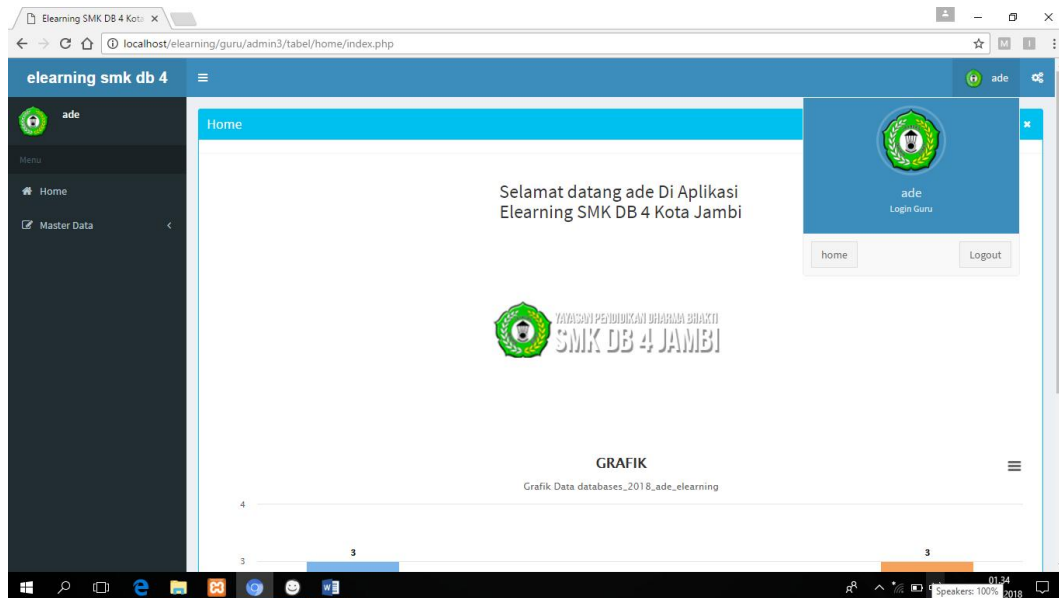 Elearning SMK DB 4 Kota
localhost/elearning/guru/admin3/tabel/home/index.php
M
elearning smk db 4
ade
ade
Menu
Home
Master Data
Home
Selamat datang ade Di Aplikasi
Elearning SMK DB 4 Kota Jambi
ade
Login Guru
home
Logout
YAYASAN PENDIDIKAN DHARMA BHAKTI
SMK DB 4 JAMBI
GRAFIK
Grafik Data databases_2018_ade_elearning
4
3
3
3
01.34
2018
Speakers: 100%